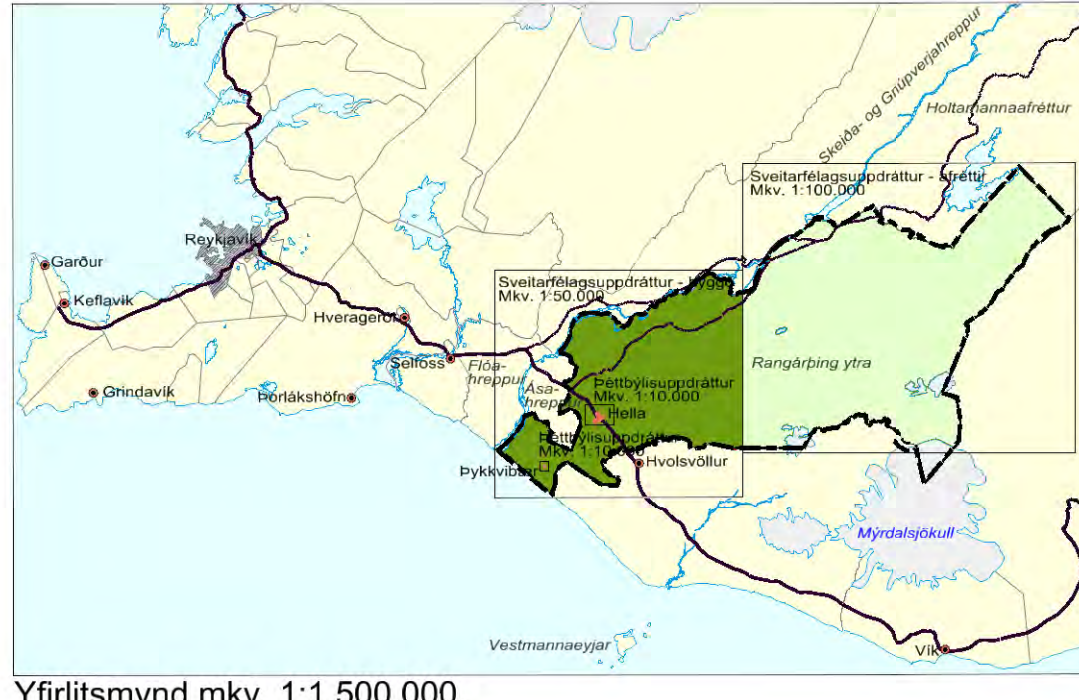 Skeiða- og Gnúpverjahreppur
Holtamannaafréttur
Sveitarfélagsuppdráttur - afréttir
Mkv. 1:100.000
Reykjavík
Garður
Sveitarfélagsuppdráttur - byggð
Mkv. 1:50.000
Keflavík
Hveragerði
Selfoss
Flóa-
hreppur
Rangárþing ytra
Ása-
hreppur
Þéttbýlisuppdráttur
Mkv. 1:10.000
Grindavík
Þorlákshöfn
Hella
Þéttbýlisuppdráttur
Mkv. 1:10.000
Þykkvibær
Hvolsvöllur
Mýrdalsjökull
Vestmannaeyjar
Vík
Yfirlitsmynd mkv. 1:1.500.000